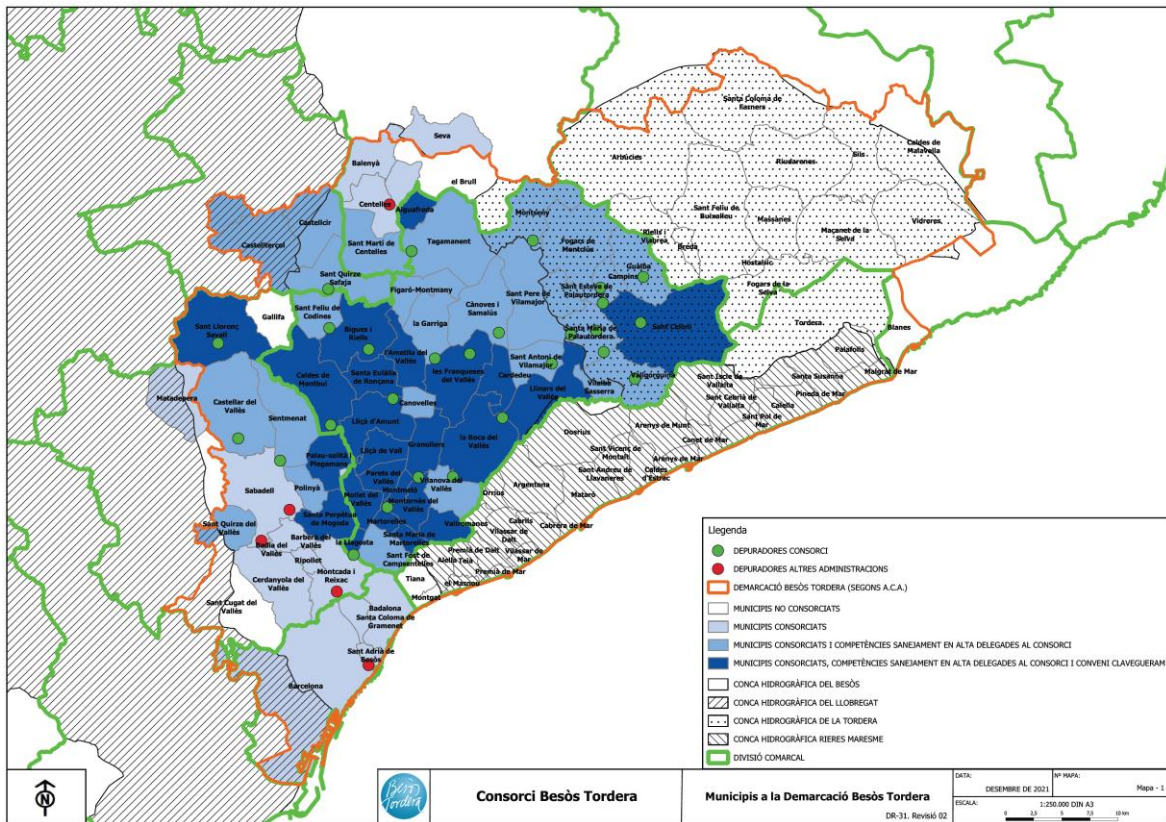 Seva
Balenyà
el Brull
Centelles
Aiguafreda
Castellcir
Castellterçol
Sant Martí de
Centelles
Tagamanent
Sant Quirze
Safaja
Figaró-Montmany
Montseny
Fogars de
Montclús
Santa Coloma de
Farners
Arbúcies
Riudarenes
Sils
Caldes de
Malavella
Sant Feliu de
Buixalleu
Massanes
Maçanet de la
Selva
Vidreres
Riells i
Viabrea
Breda
Hostalric
Gualba
Campins
Fogars de la
Selva
Sant Esteve de
Palautordera
Sant Pere de
Vilamajor
Cànoves i
Samalús
la Garriga
Gallifa
Sant Feliu de
Codines
Bigues i
Riells
Sant Llorenç
Savall
l'Ametlla del
Vallès
Santa Maria de
Palautordera
Sant Celoni
Tordera
Blanes
Palafolls
Malgrat de Mar
Sant Antoni de
Vilamajor
les Franqueses
del Vallès
Cardedeu
Santa Eulàlia
de Ronçana
Caldes de
Montbui
Llinars del
Vallès
Vilalba
Sasserra
Vallgorguina
Sant Iscle de
Vallalta
Santa Susanna
Pineda de Mar
Sant Cebrià de
Vallalta
Calella
Sant Pol de
Mar
Matadepera
Castellar del
Vallès
Sentmenat
Canovelles
Lliçà d'Amunt
Granollers
la Roca del
Vallès
Dosrius
Arenys de Munt
Canet de Mar
Sant Vicenç de
Montalt
Arenys de Mar
Lliçà de Vall
Palau-solità i
Plegamans
Parets del
Vallès
Sant Andreu de
Llavaneres
Caldes
d'Estrac
Polinyà
Sabadell
Mollet del
Vallès
Montmeló
Montornès del
Vallès
Vilanova del
Vallès
Òrrius
Argentona
Mataró
Santa Perpètua
de Mogoda
Sant Quirze del
Vallès
Martorelles
Vallromanes
Cabrils
Cabrera de Mar
Vilassar de
Dalt
Santa Maria de
Martorelles
Badia del
Vallès
Barberà del
Vallès
la Llagosta
Sant Fost de
Campsentelles
Premià de Dalt
Vilassar de
Mar
Alella
Teià
Premià de Mar
el Masnou
Ripollet
Cerdanyola del
Vallès
Montcada i
Reixac
Tiana
Montgat
Sant Cugat del
Vallès
Badalona
Santa Coloma de
Gramenet
Sant Adrià de
Besòs
Barcelona
Llegenda
DEPURADORES CONSORCI
DEPURADORES ALTRES ADMINISTRACIONS
DEMARCACIÓ BESÒS TORDERA (SEGONS A.C.A.)
MUNICIPIS NO CONSORCIATS
MUNICIPIS CONSORCIATS
MUNICIPIS CONSORCIATS I COMPETÈNCIES SANEJAMENT EN ALTA DELEGADES AL CONSORCI
MUNICIPIS CONSORCIATS, COMPETÈNCIES SANEJAMENT EN ALTA DELEGADES AL CONSORCI I CONVENI CLAVEGUERAM
CONCA HIDROGRÀFICA DEL BESÒS
CONCA HIDROGRÀFICA DEL LLOBREGAT
CONCA HIDROGRÀFICA DE LA TORDERA
CONCA HIDROGRÀFICA RIERES MARESME
DIVISIÓ COMARCAL
N
Besòs
Tordera
Consorci Besòs Tordera
Municipis a la Demarcació Besòs Tordera
DR-31. Revisió 02
DATA:
DESEMBRE DE 2021
Nº MAPA:
Mapa - 1
ESCALA:
1:250.000 DIN A3
0 2,5 5 7,5 10 km